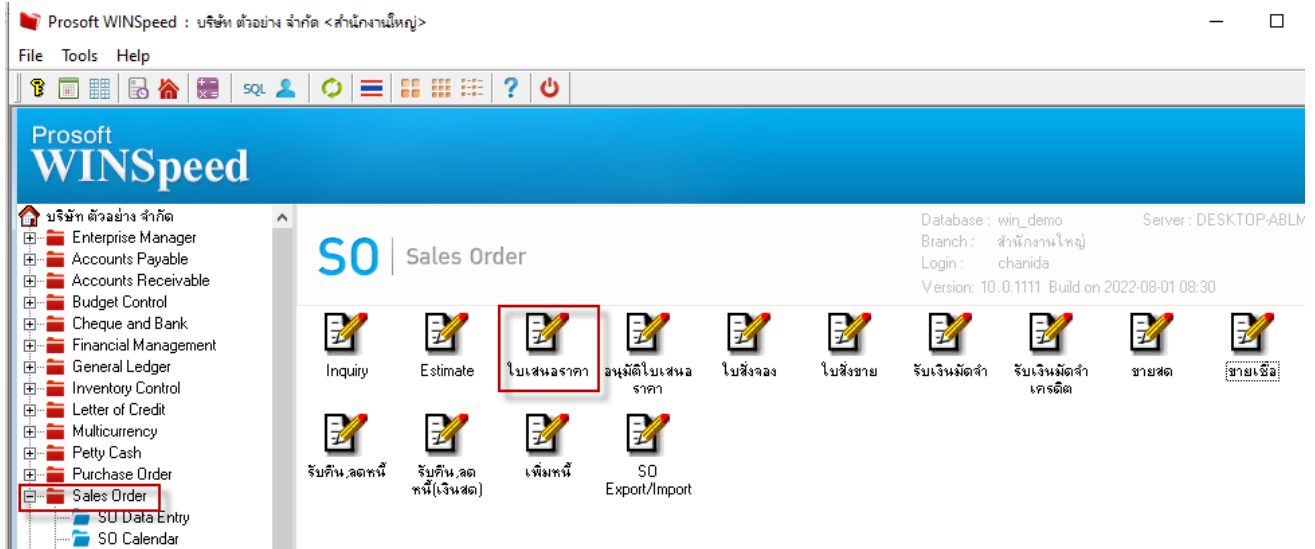 Prosoft WINSpeed : บริษัท ตัวอย่าง จำกัด <สำนักงานใหญ่>
File Tools Help
SQL
Prosoft
WINSpeed
บริษัท ตัวอย่าง จำกัด
Enterprise Manager
Accounts Payable
Accounts Receivable
Budget Control
Cheque and Bank
Financial Management
General Ledger
Inventory Control
Letter of Credit
Multicurrency
Petty Cash
Purchase Order
Sales Order
SO Data Entry
SO Calendar
SO Sales Order
Database : win_demo Server : DESKTOP-ABLM
Branch : สำนักงานใหญ่
Login : chanida
Version: 10.0.1111 Build on 2022-08-01 08:30
Inquiry Estimate ใบเสนอราคา อนุมัติใบเสนอ ใบสั่งจอง ใบสั่งขาย รับเงินมัดจำ รับเงินมัดจำ ขายสด ขายเชื่อ
ราคา เครดิต
รับคืน,ลดหนี้ รับคืน,ลด เพิ่มหนี้ SO
หนี้(เงินสด) Export/Import